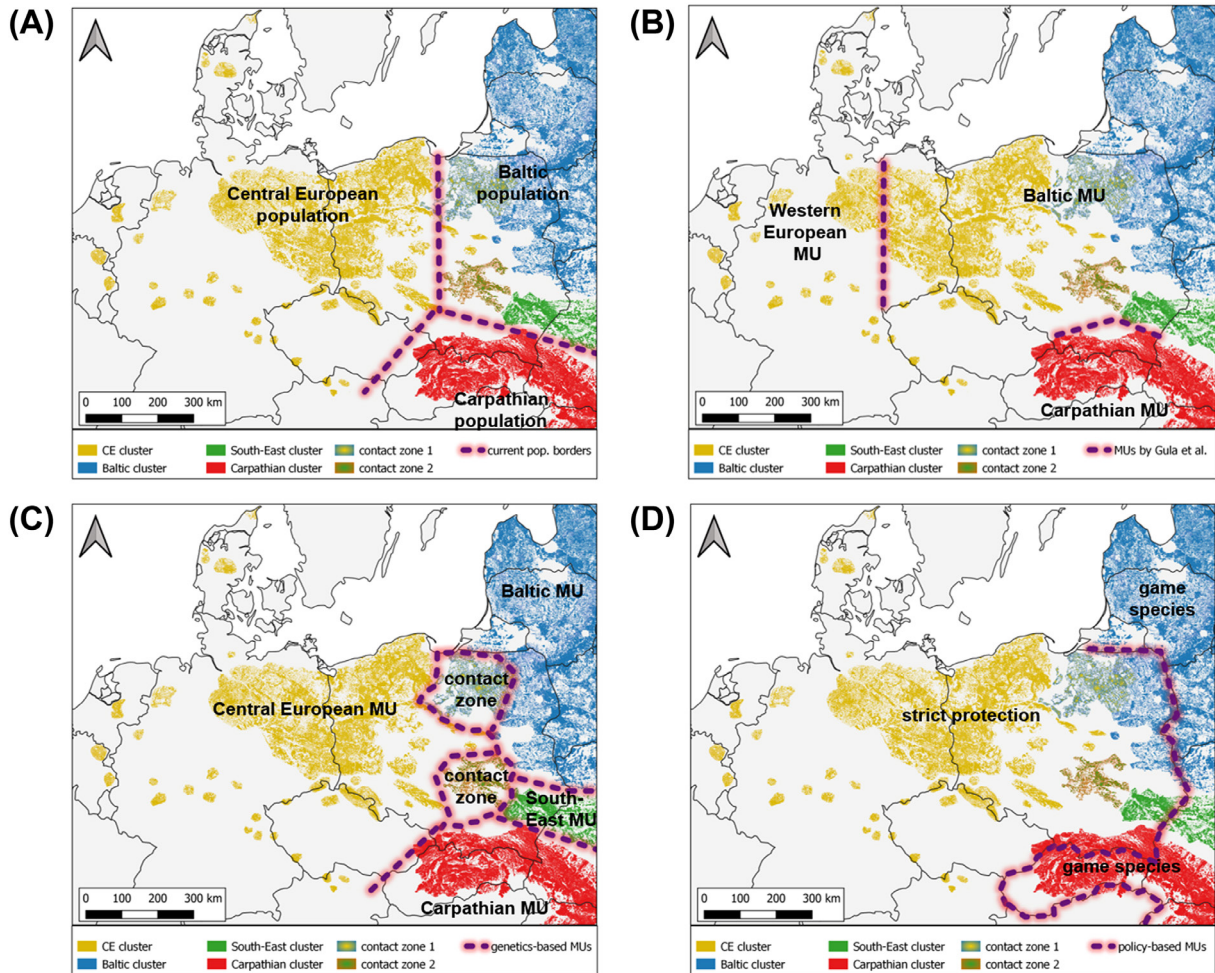 (A)
Central European
population
Baltic
population
Carpathian
population
0 100 200 300 km
CE cluster South-East cluster contact zone 1 current pop. borders
Baltic cluster Carpathian cluster contact zone 2
(B)
Western
European
MU
Baltic MU
Carpathian MU
0 100 200 300 km
CE cluster South-East cluster contact zone 1 MUs by Gula et al.
Baltic cluster Carpathian cluster contact zone 2
(C)
Baltic MU
contact
zone
Central European MU
contact
zone
South-
East MU
Carpathian MU
0 100 200 300 km
CE cluster South-East cluster contact zone 1 genetics-based MUs
Baltic cluster Carpathian cluster contact zone 2
(D)
game
species
strict protection
game species
0 100 200 300 km
CE cluster South-East cluster contact zone 1 policy-based MUs
Baltic cluster Carpathian cluster contact zone 2